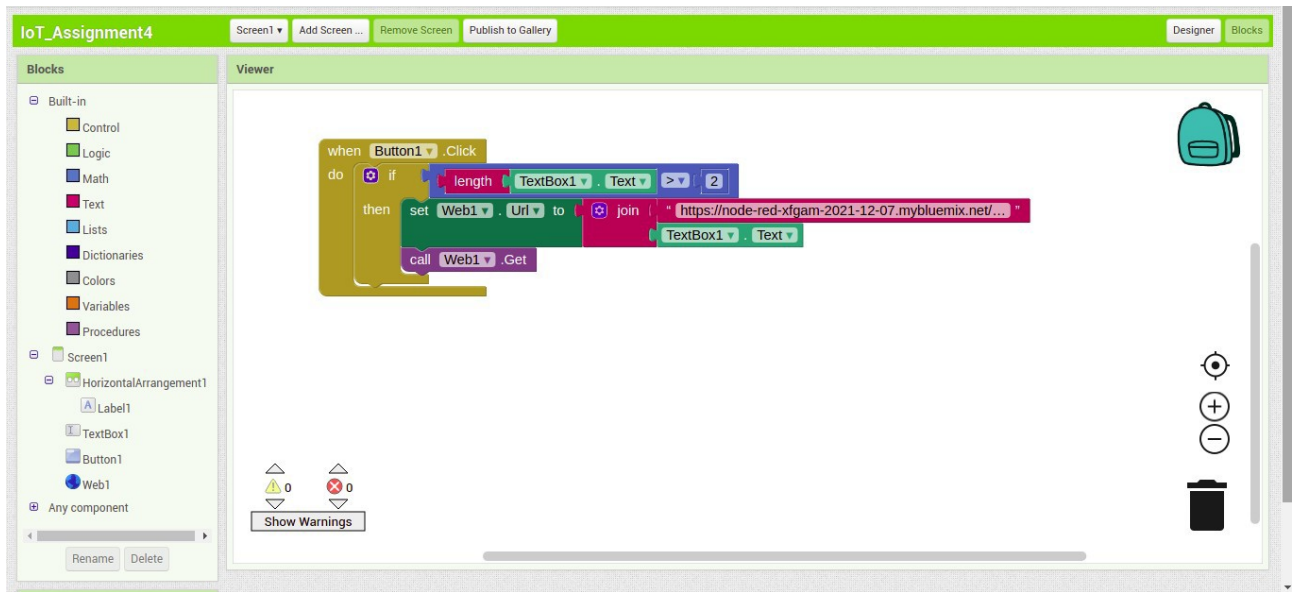 IoT_Assignment4 Screen1 Add Screen ... Remove Screen Publish to Gallery Designer Blocks
Blocks
Viewer
Built-in
Control
Logic
Math
Text
Lists
Dictionaries
Colors
Variables
Procedures
Screen1
HorizontalArrangement1
Label1
TextBox1
Button1
Web1
Any component
Rename Delete
when Button1 .Click
do if length TextBox1 . Text > 2
then set Web1 . Url to join " https://node-red-xfgam-2021-12-07.mybluemix.net/... "
TextBox1 . Text
call Web1 .Get
0 0
Show Warnings